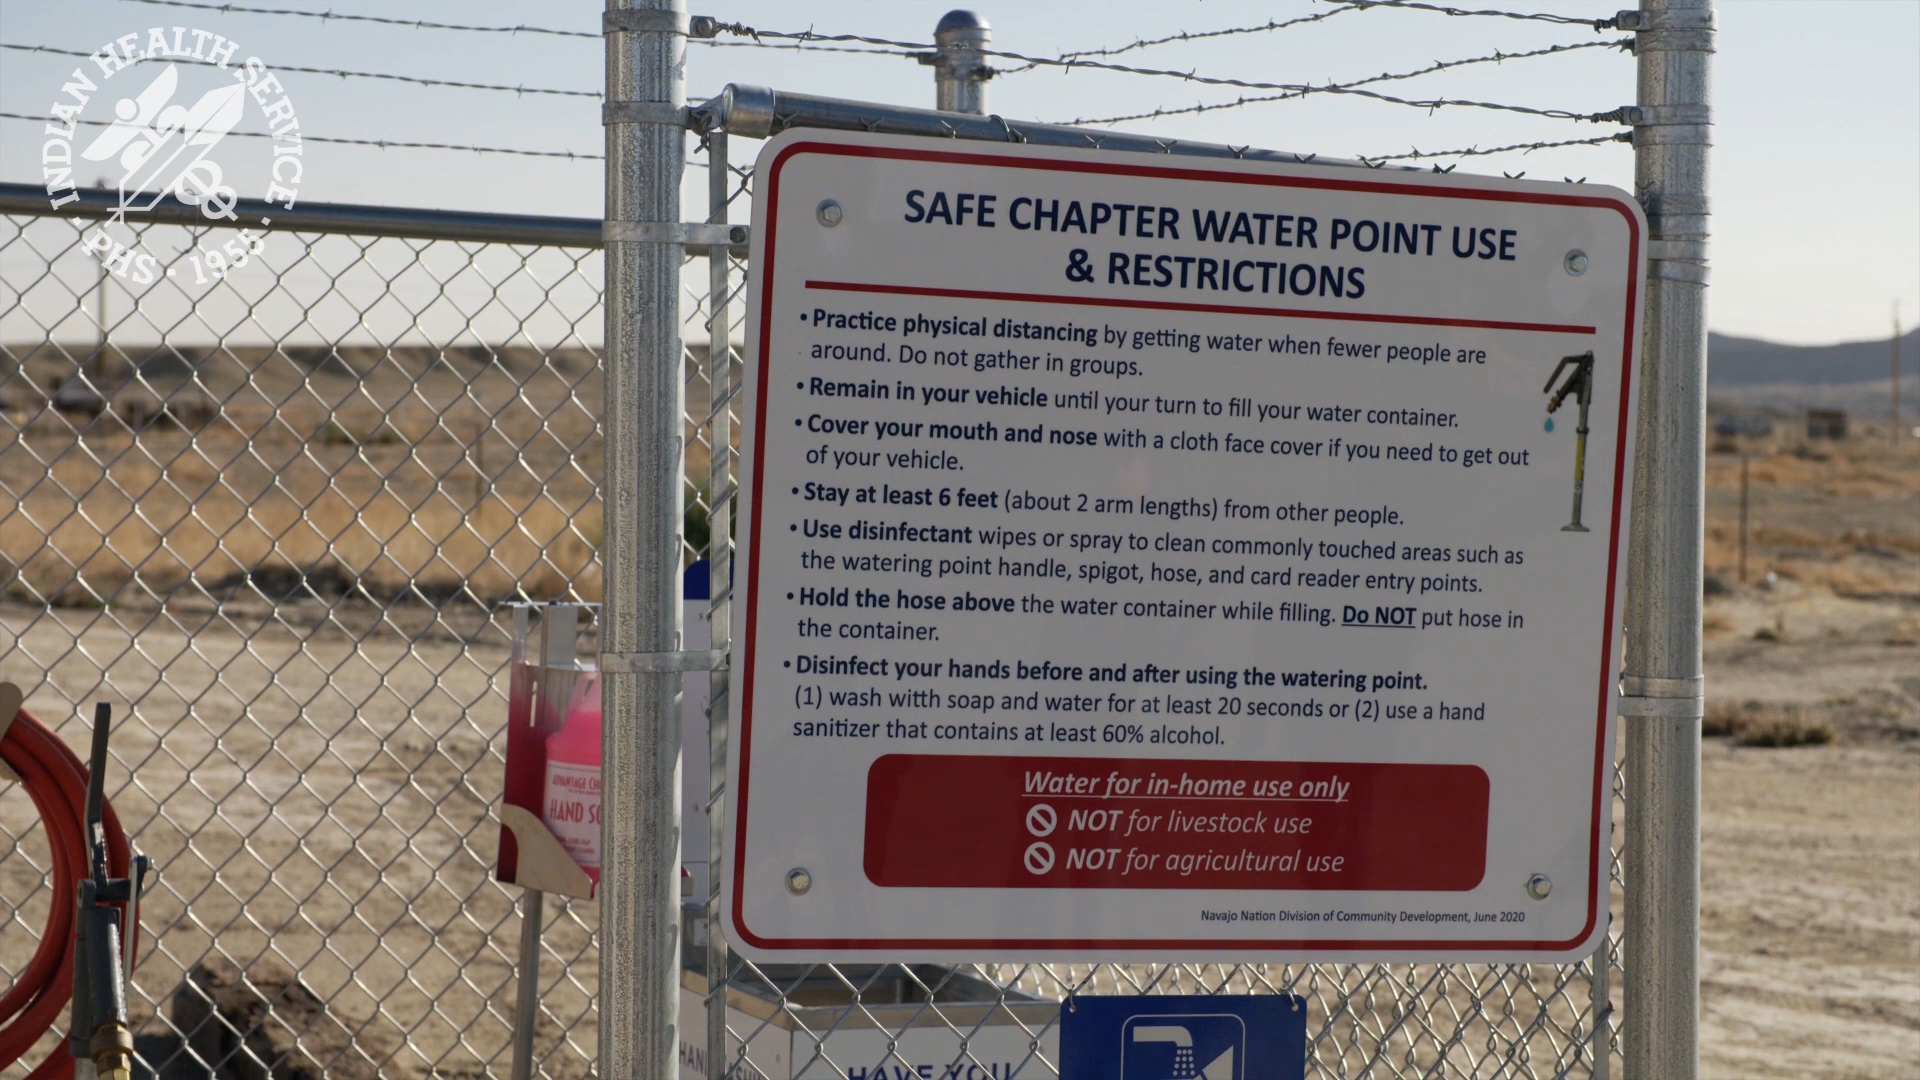 INDIAN HEALTH SERVICE
PHS · 1955
SAFE CHAPTER WATER POINT USE
& RESTRICTIONS
• Practice physical distancing by getting water when fewer people are
around. Do not gather in groups.
• Remain in your vehicle until your turn to fill your water container.
• Cover your mouth and nose with a cloth face cover if you need to get out
of your vehicle.
• Stay at least 6 feet (about 2 arm lengths) from other people.
• Use disinfectant wipes or spray to clean commonly touched areas such as
the watering point handle, spigot, hose, and card reader entry points.
• Hold the hose above the water container while filling. Do NOT put hose in
the container.
• Disinfect your hands before and after using the watering point.
(1) wash witth soap and water for at least 20 seconds or (2) use a hand
sanitizer that contains at least 60% alcohol.
Water for in-home use only
NOT for livestock use
NOT for agricultural use
Navajo Nation Division of Community Development, June 2020
ADVANTAGE
HAND
HAVE YOU